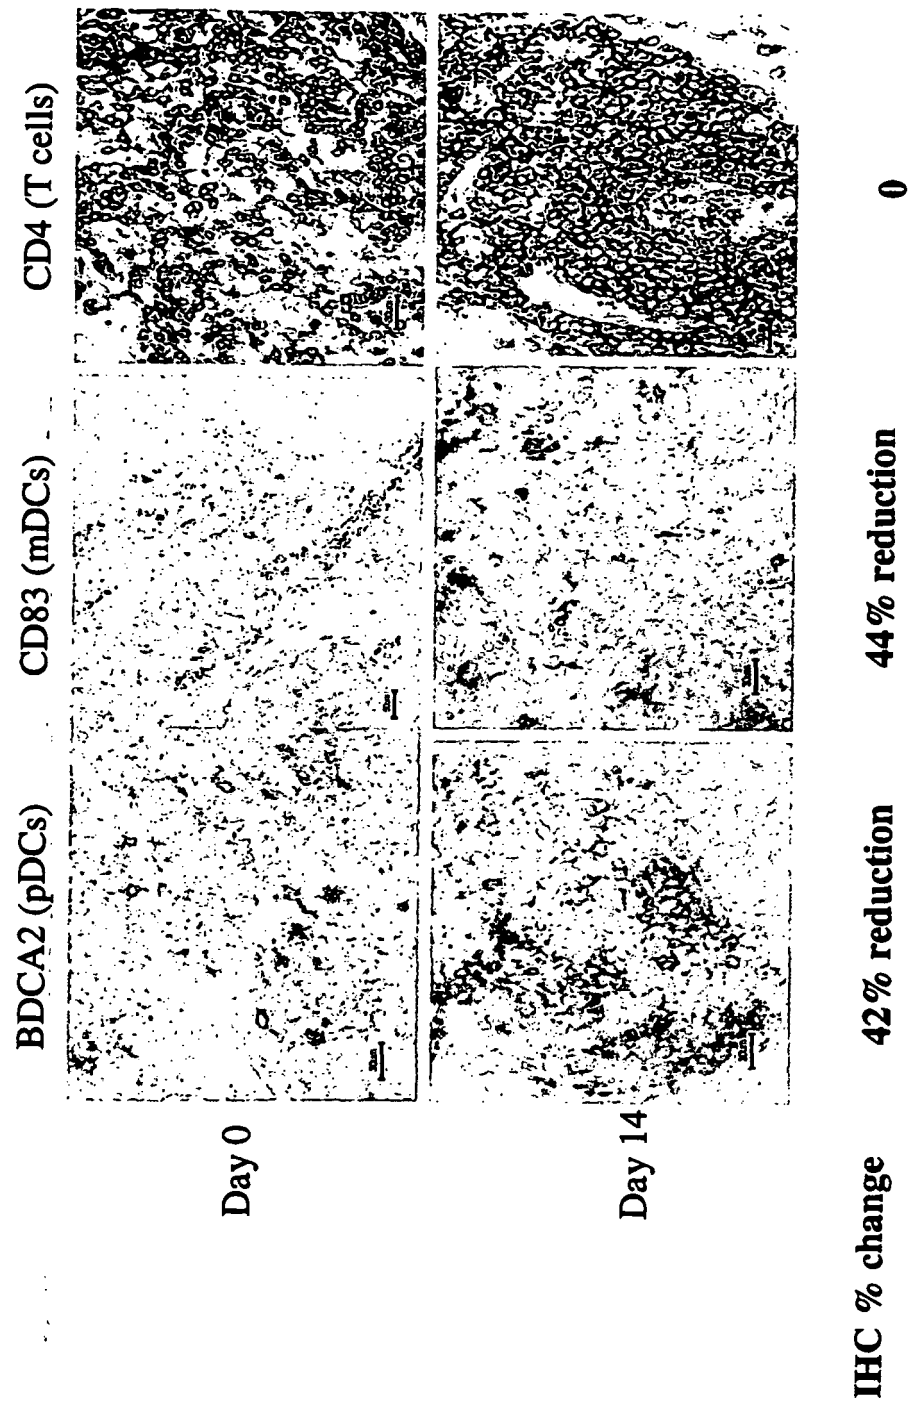 BDCA2 (pDCs) CD83 (mDCs) CD4 (T cells)
Day 0
Day 14
IHC % change 42% reduction 44% reduction 0